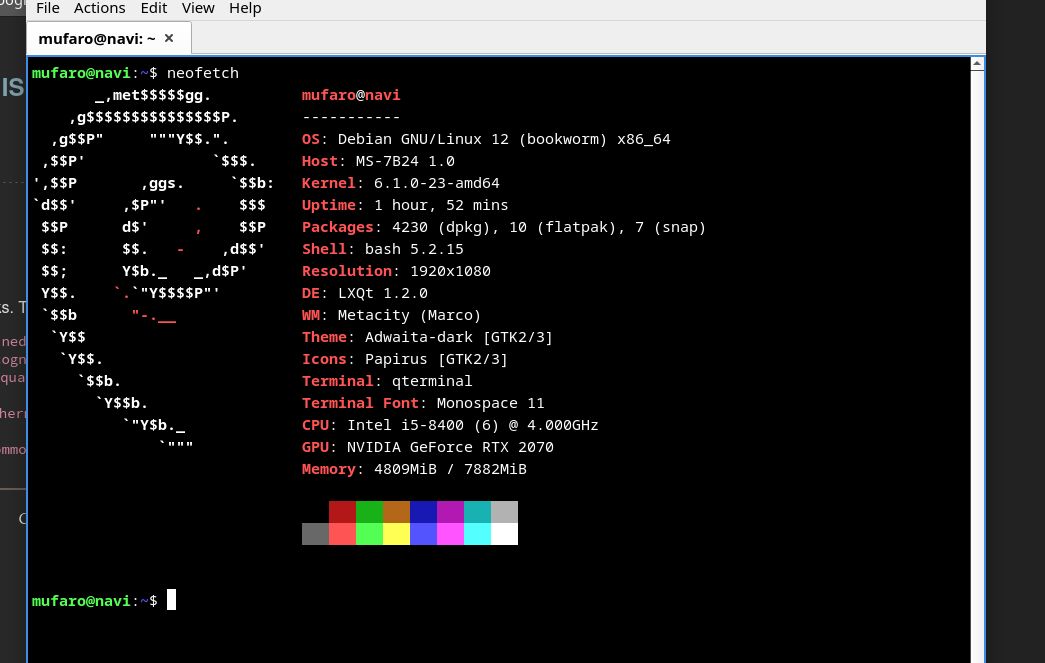 File Actions Edit View Help
mufaro@navi: ~ ×
mufaro@navi:~$ neofetch
       _,met$$$$$gg.          mufaro@navi
    ,g$$$$$$$$$$$$$$$P.       -----------
  ,g$$P"     """Y$$.".        OS: Debian GNU/Linux 12 (bookworm) x86_64
 ,$$P'              `$$$.     Host: MS-7B24 1.0
',$$P       ,ggs.     `$$b:   Kernel: 6.1.0-23-amd64
`d$$'     ,$P"'   .    $$$    Uptime: 1 hour, 52 mins
 $$P      d$'     ,    $$P    Packages: 4230 (dpkg), 10 (flatpak), 7 (snap)
 $$:      $$.   -    ,d$$'    Shell: bash 5.2.15
 $$;      Y$b._   _,d$P'      Resolution: 1920x1080
 Y$$.    `.`"Y$$$$P"'         DE: LXQt 1.2.0
 `$$b      "-.__              WM: Metacity (Marco)
  `Y$$                        Theme: Adwaita-dark [GTK2/3]
   `Y$$.                      Icons: Papirus [GTK2/3]
     `$$b.                    Terminal: qterminal
       `Y$$b.                 Terminal Font: Monospace 11
          `"Y$b._             CPU: Intel i5-8400 (6) @ 4.000GHz
              `"""            GPU: NVIDIA GeForce RTX 2070
                              Memory: 4809MiB / 7882MiB
mufaro@navi:~$